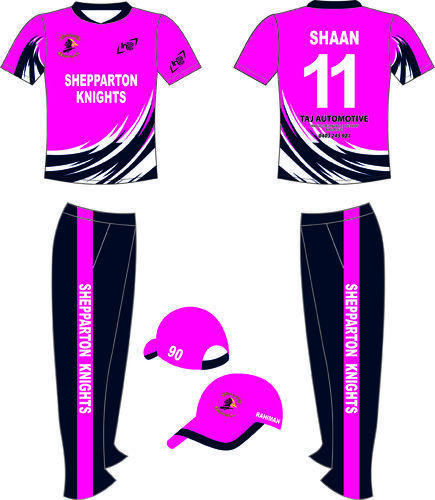 SHEPPARTON
KNIGHTS
SHAAN
11
TAJ AUTOMOTIVE
SHEPPARTON KNIGHTS
SHEPPARTON KNIGHTS
90
RAHIMAN